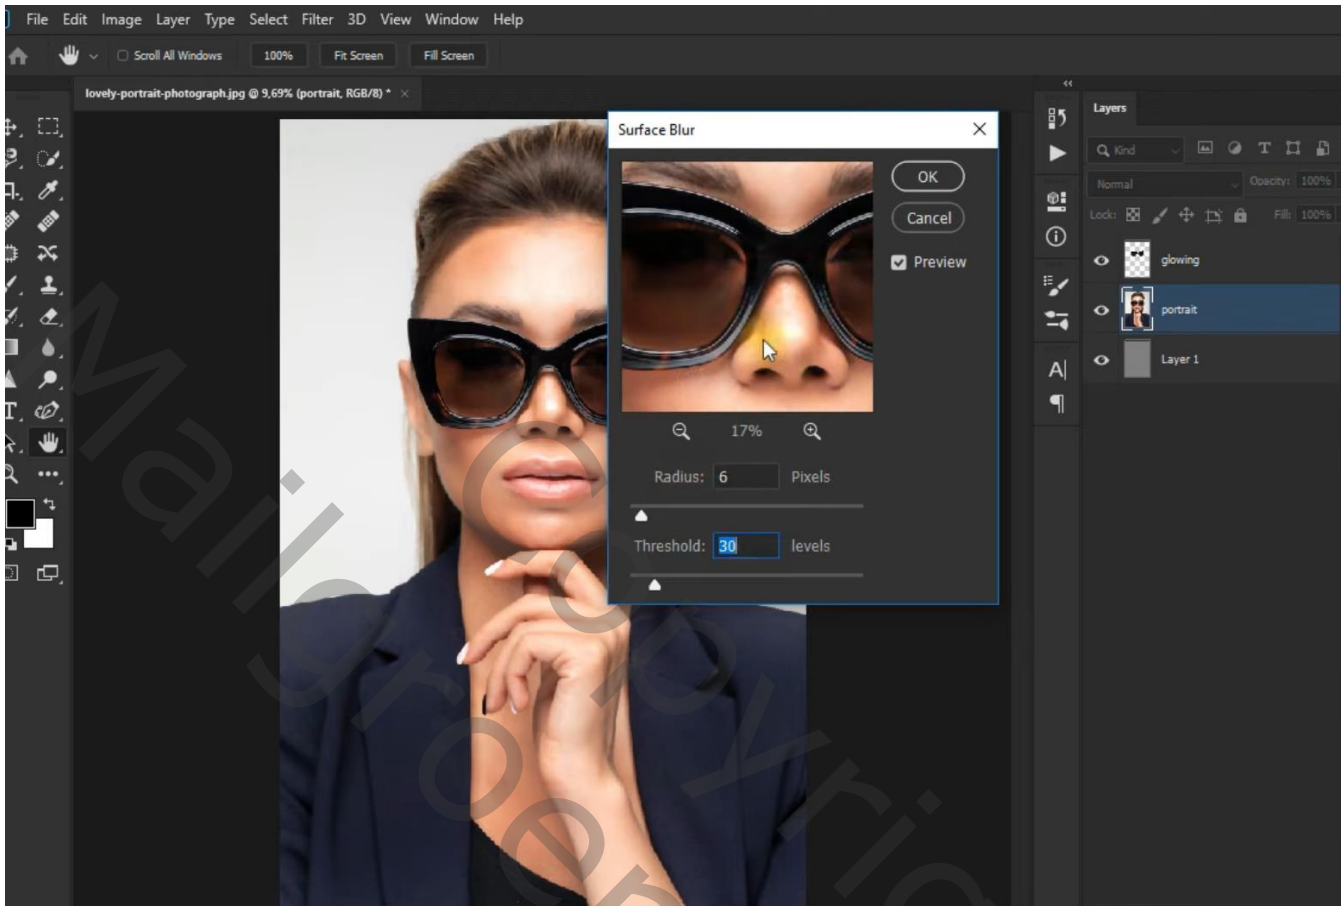 File Edit Image Layer Type Select Filter 3D View Window Help
Scroll All Windows 100% Fit Screen Fill Screen
lovely-portrait-photograph.jpg @ 9,69% (portrait, RGB/8) * ×
Surface Blur
OK
Cancel
Preview
17%
Radius: 6 Pixels
Threshold: 30 levels
Layers
Kind
Normal Opacity: 100%
Lock: Fill: 100%
glowing
portrait
Layer 1